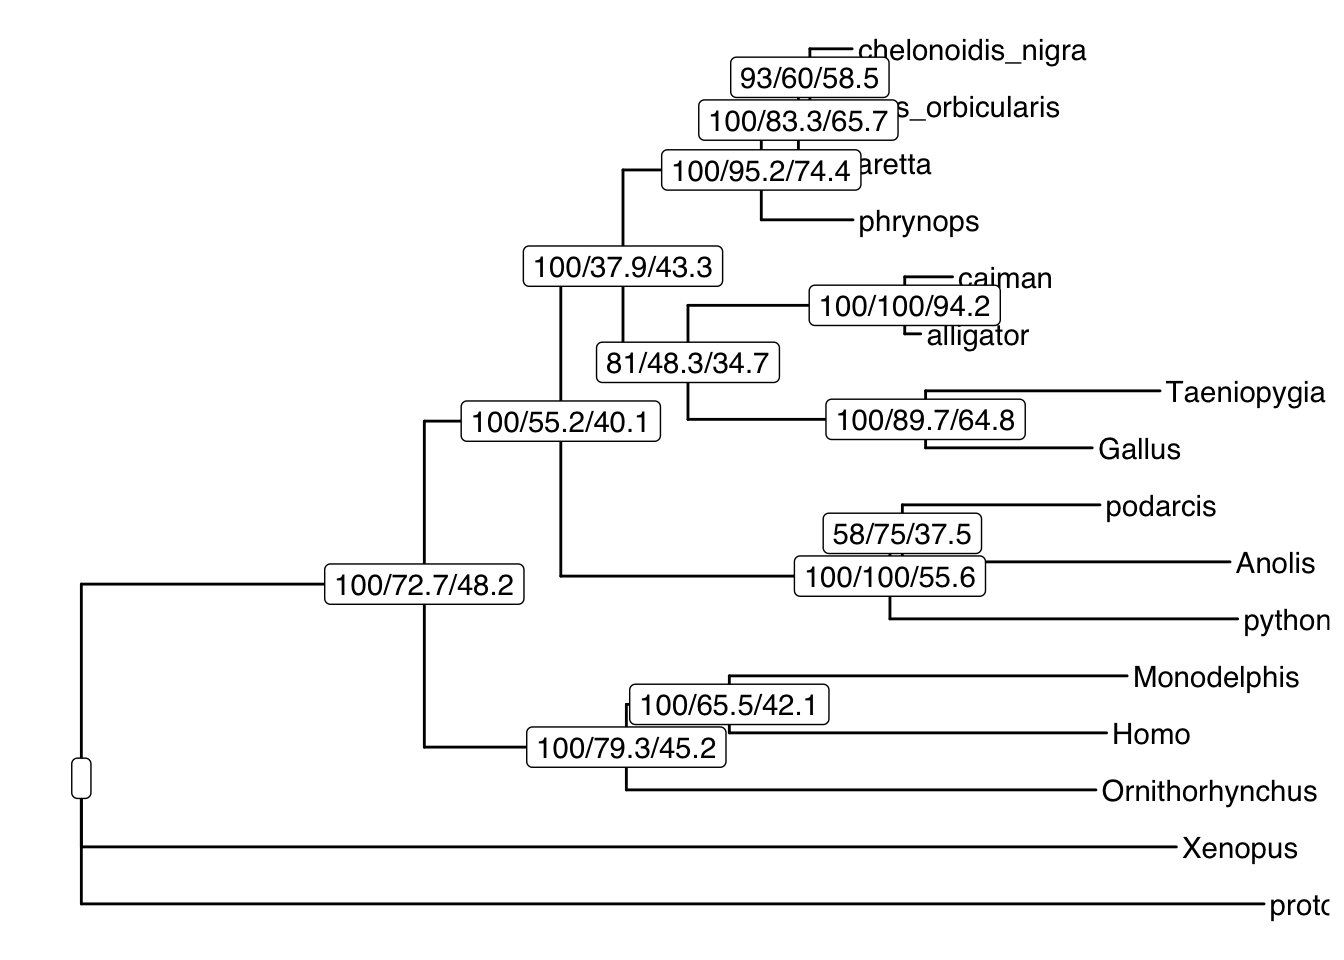 chelonoidis_nigra
93/60/58.5
s_orbicularis
100/83.3/65.7
aretta
100/95.2/74.4
phrynops
100/37.9/43.3
caiman
100/100/94.2
alligator
81/48.3/34.7
Taeniopygia
100/89.7/64.8
100/55.2/40.1
Gallus
podarcis
58/75/37.5
Anolis
100/100/55.6
100/72.7/48.2
python
Monodelphis
100/65.5/42.1
Homo
100/79.3/45.2
Ornithorhynchus
Xenopus
proto